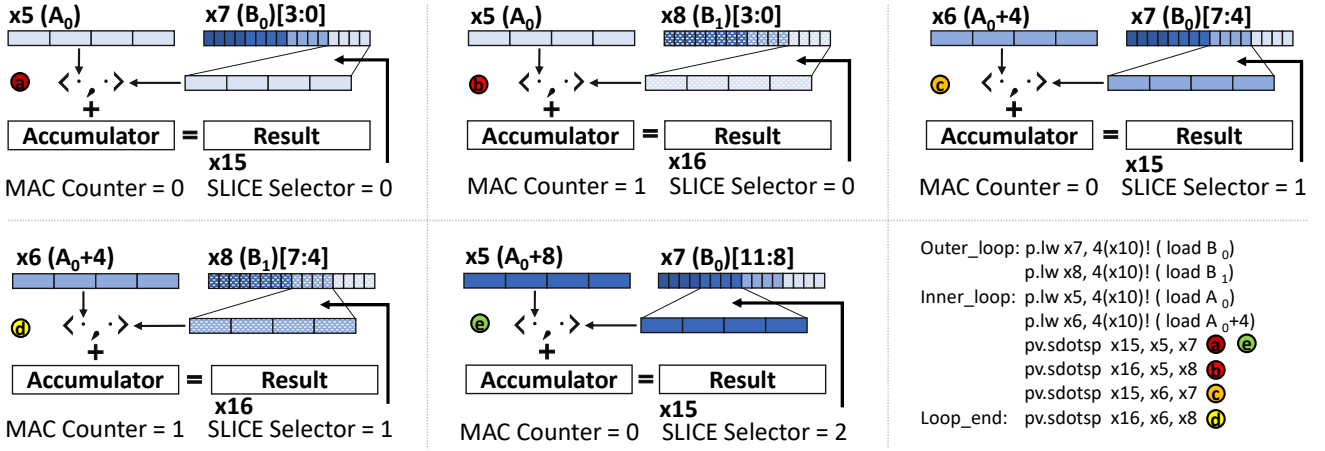 x5 (A0) x7 (B0)[3:0]
a < · , · >
+
Accumulator = Result
x15
MAC Counter = 0 SLICE Selector = 0
x5 (A0) x8 (B1)[3:0]
b < · , · >
+
Accumulator = Result
x16
MAC Counter = 1 SLICE Selector = 0
x6 (A0+4) x7 (B0)[7:4]
c < · , · >
+
Accumulator = Result
x15
MAC Counter = 0 SLICE Selector = 1
x6 (A0+4) x8 (B1)[7:4]
d < · , · >
+
Accumulator = Result
x16
MAC Counter = 1 SLICE Selector = 1
x5 (A0+8) x7 (B0)[11:8]
e < · , · >
+
Accumulator = Result
x15
MAC Counter = 0 SLICE Selector = 2
Outer_loop: p.lw x7, 4(x10)! ( load B 0)
p.lw x8, 4(x10)! ( load B 1)
Inner_loop: p.lw x5, 4(x10)! ( load A 0)
p.lw x6, 4(x10)! ( load A 0+4)
pv.sdotsp x15, x5, x7 a e
pv.sdotsp x16, x5, x8 b
pv.sdotsp x15, x6, x7 c
Loop_end: pv.sdotsp x16, x6, x8 d